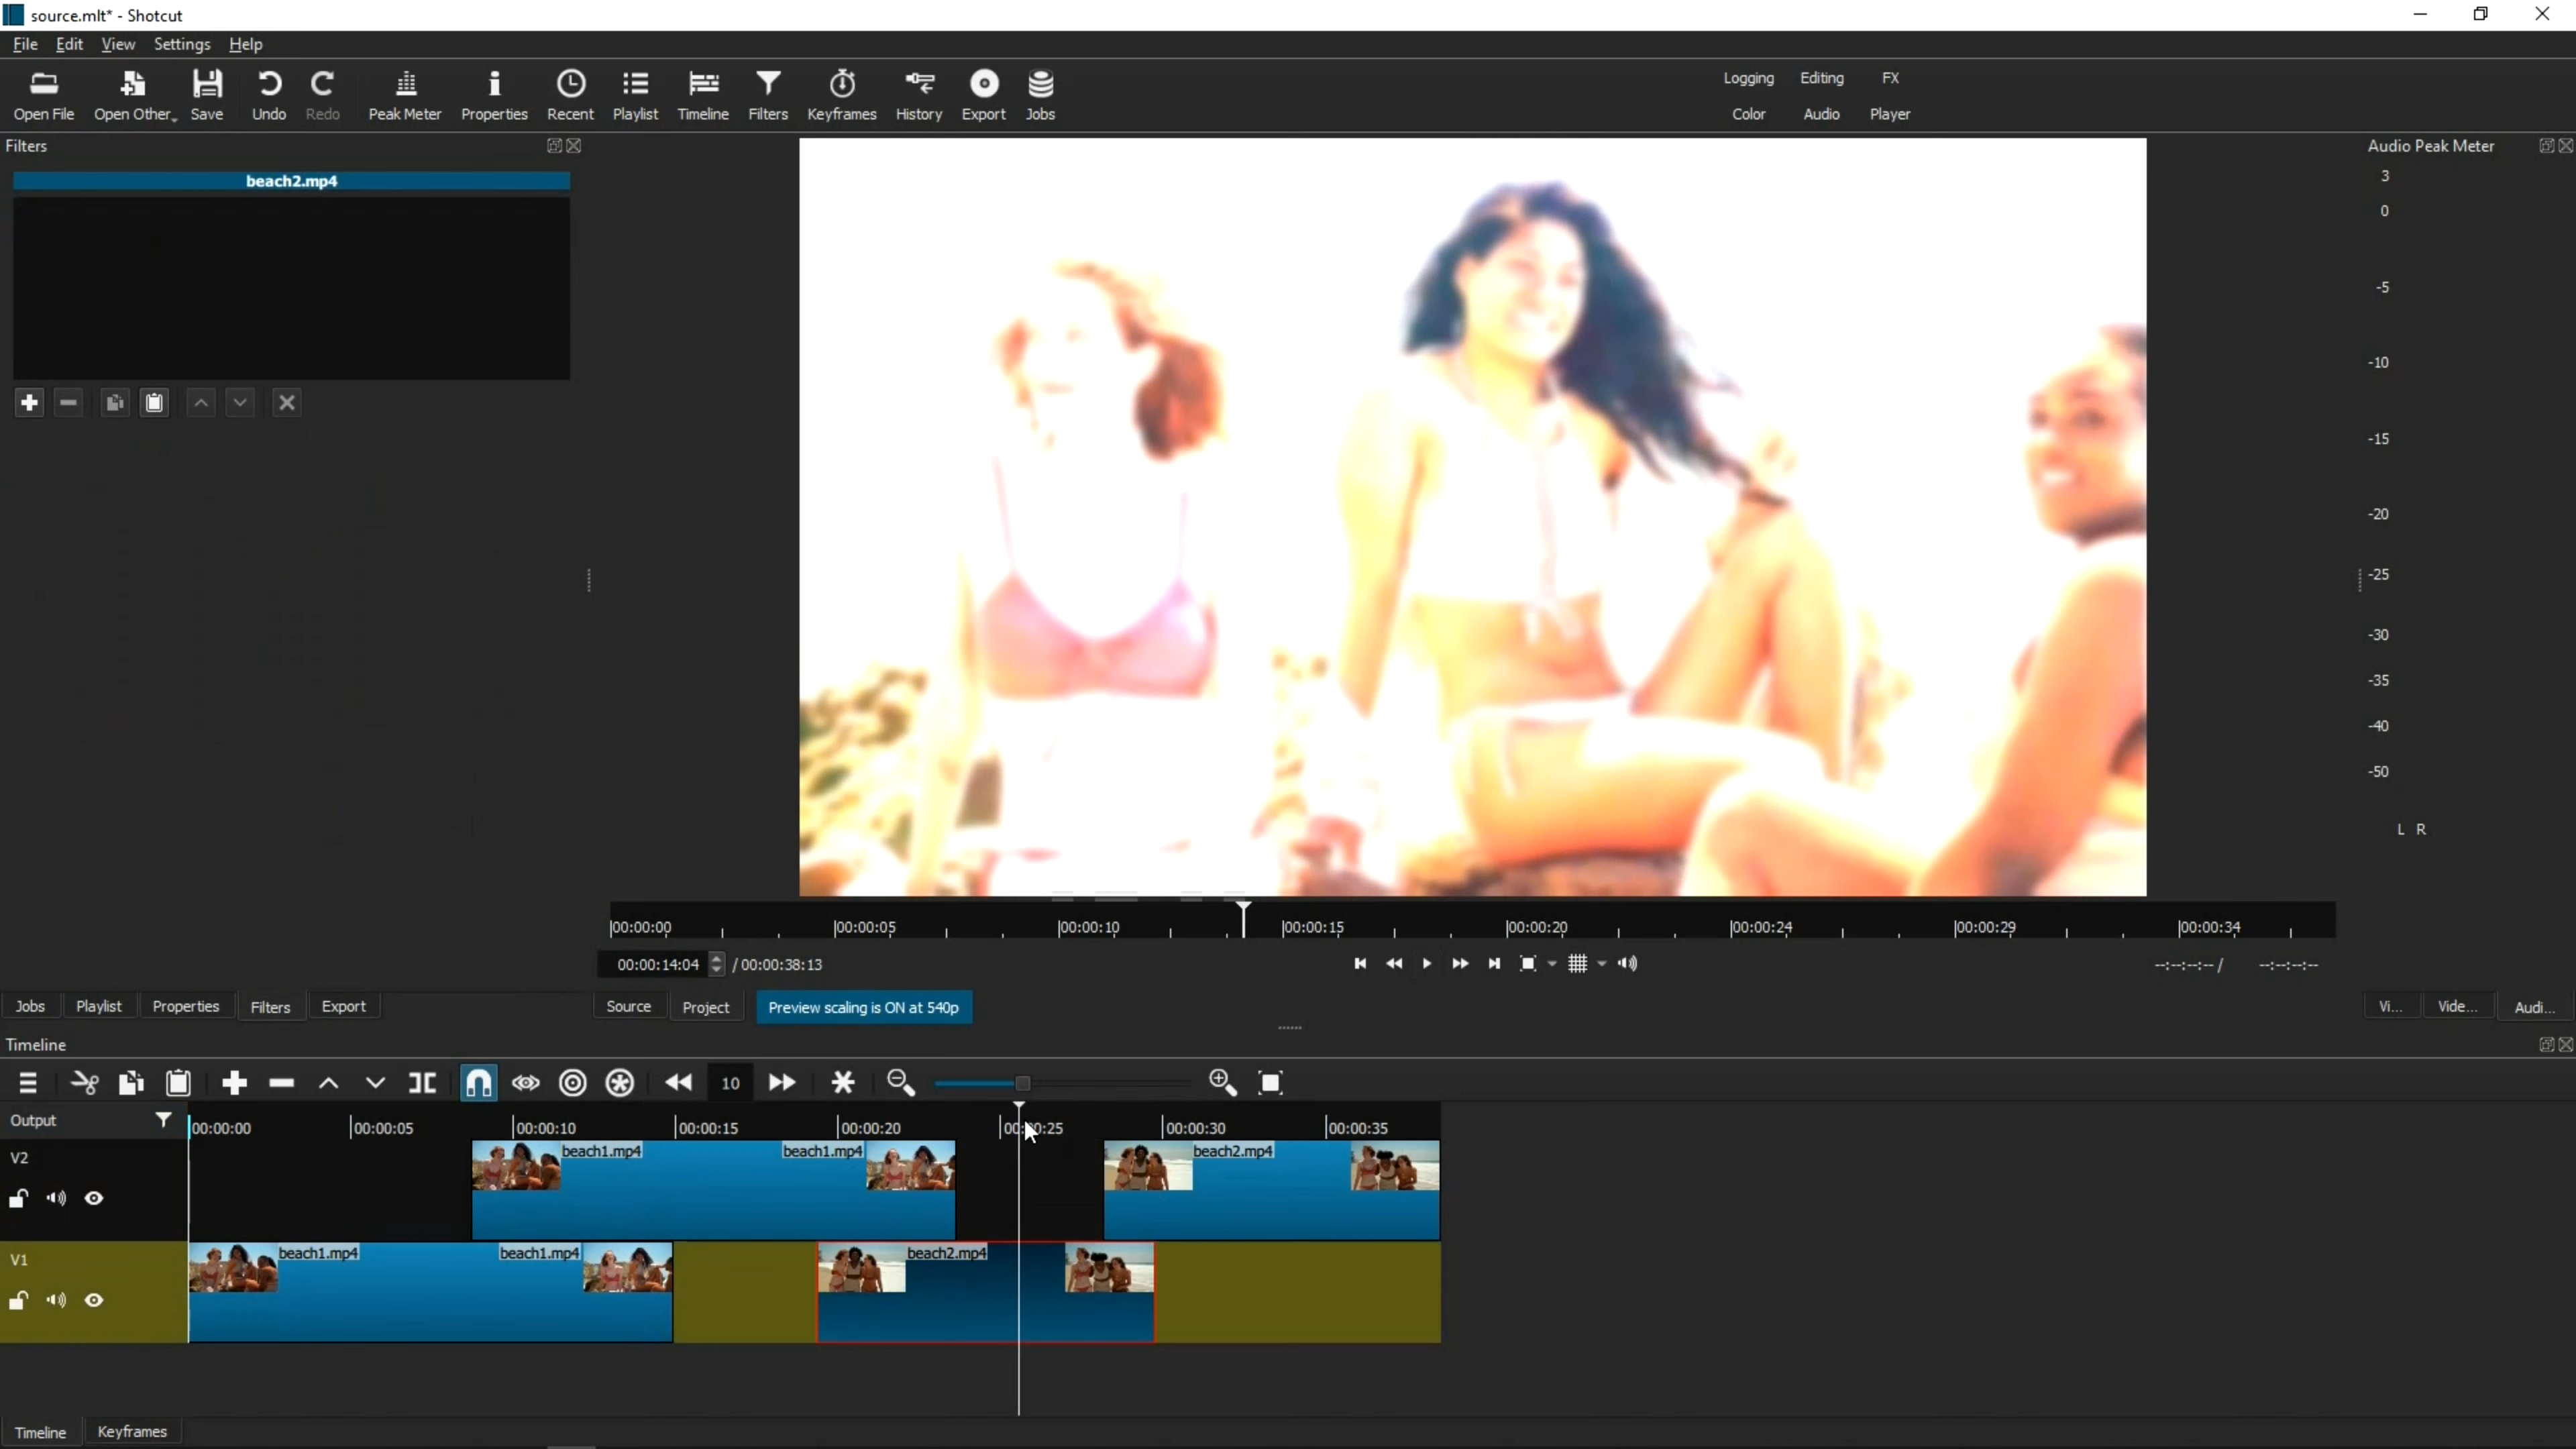 source.mlt* - Shotcut
File Edit View Settings Help
Open File Open Other Save Undo Redo Peak Meter Properties Recent Playlist Timeline Filters Keyframes History Export Jobs
Logging Editing FX
Color Audio Player
Filters
Audio Peak Meter
beach2.mp4
3
0
-5
-10
-15
-20
-25
-30
-35
-40
-50
L R
00:00:00 00:00:05 00:00:10 00:00:15 00:00:20 00:00:24 00:00:29 00:00:34
00:00:14:04 / 00:00:38:13 --:--:--:-- / --:--:--:--
Jobs Playlist Properties Filters Export Source Project Preview scaling is ON at 540p Vi... Vide... Audi...
Timeline
10
Output 00:00:00 00:00:05 00:00:10 00:00:15 00:00:20 00:00:25 00:00:30 00:00:35
V2 beach1.mp4 beach1.mp4 beach2.mp4
V1 beach1.mp4 beach1.mp4 beach2.mp4
Timeline Keyframes